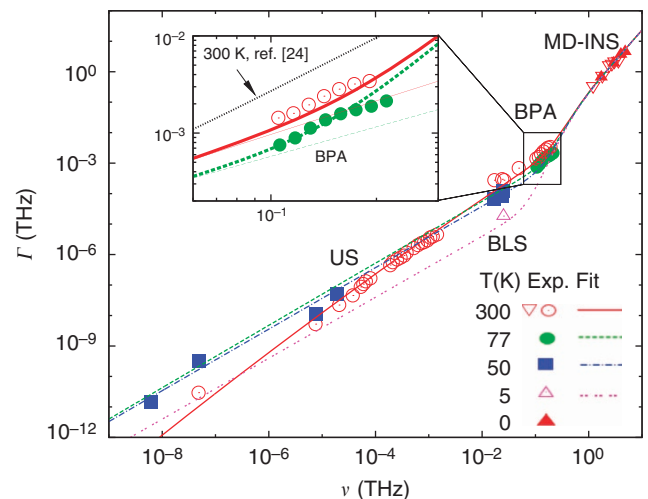 10⁻²
300 K, ref. [24]
10⁻³
BPA
10⁻¹
MD-INS
BPA
10⁰
10⁻³
10⁻⁶
10⁻⁹
10⁻¹²
Γ (THz)
US
BLS
T(K) Exp. Fit
300
77
50
5
0
10⁻⁸ 10⁻⁶ 10⁻⁴ 10⁻² 10⁰
ν (THz)